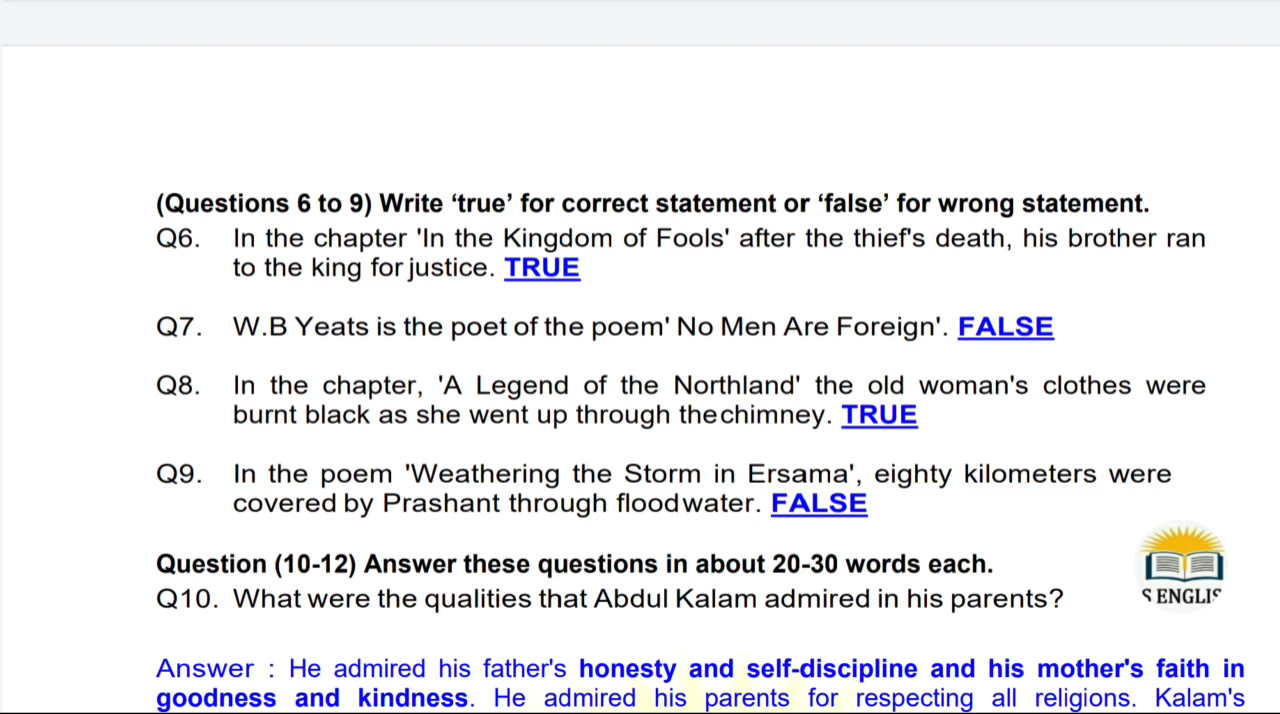 (Questions 6 to 9) Write ‘true’ for correct statement or ‘false’ for wrong statement.
Q6. In the chapter 'In the Kingdom of Fools' after the thief's death, his brother ran
to the king for justice. TRUE
Q7. W.B Yeats is the poet of the poem' No Men Are Foreign'. FALSE
Q8. In the chapter, 'A Legend of the Northland' the old woman's clothes were
burnt black as she went up through thechimney. TRUE
Q9. In the poem 'Weathering the Storm in Ersama', eighty kilometers were
covered by Prashant through floodwater. FALSE
Question (10-12) Answer these questions in about 20-30 words each.
Q10. What were the qualities that Abdul Kalam admired in his parents?
S ENGLIS
Answer : He admired his father's honesty and self-discipline and his mother's faith in
goodness and kindness. He admired his parents for respecting all religions. Kalam's